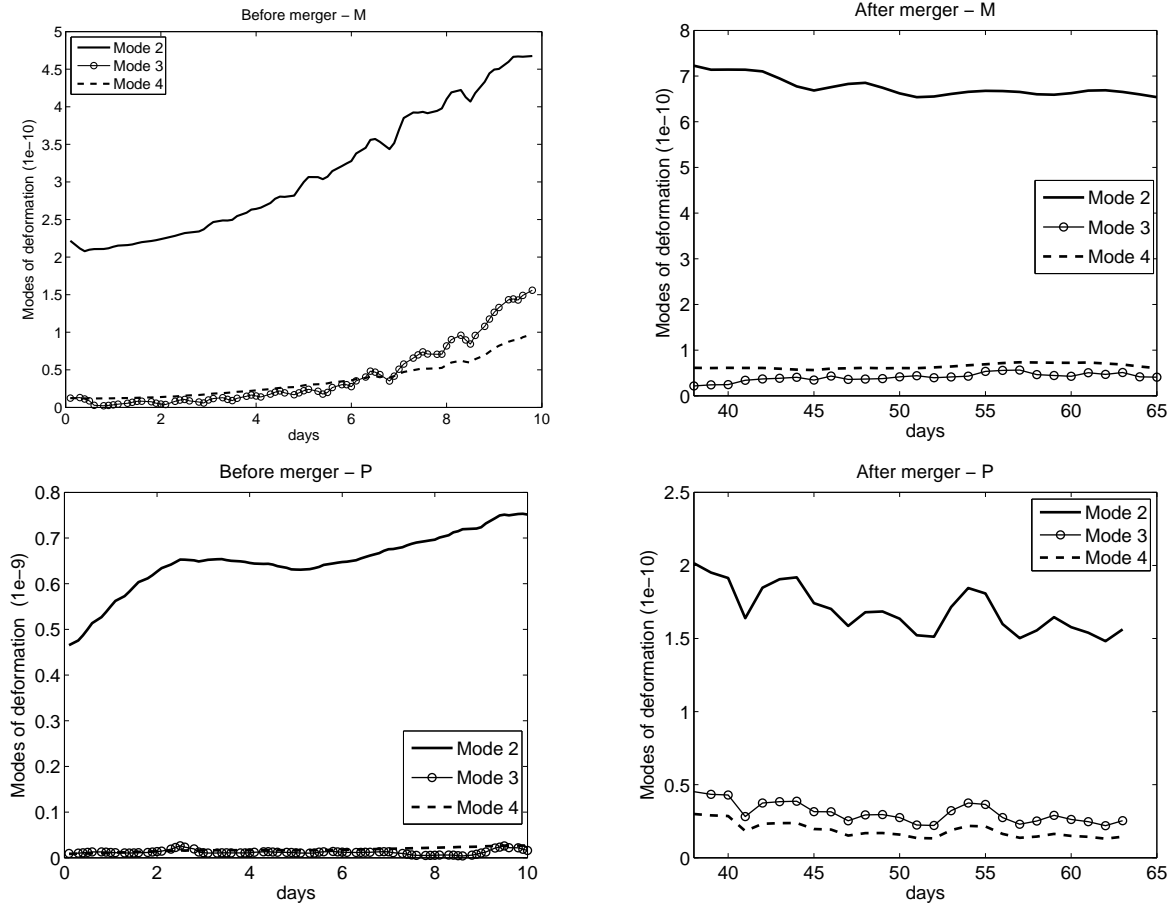 Before merger – M
Modes of deformation (1e−10)
5
4.5
4
3.5
3
2.5
2
1.5
1
0.5
0
Mode 2
Mode 3
Mode 4
0 2 4 6 8 10
days
After merger – M
Modes of deformation (1e−10)
8
7
6
5
4
3
2
1
0
Mode 2
Mode 3
Mode 4
40 45 50 55 60 65
days
Before merger – P
Modes of deformation (1e−9)
0.8
0.7
0.6
0.5
0.4
0.3
0.2
0.1
0
Mode 2
Mode 3
Mode 4
0 2 4 6 8 10
days
After merger – P
Modes of deformation (1e−10)
2.5
2
1.5
1
0.5
0
Mode 2
Mode 3
Mode 4
40 45 50 55 60 65
days